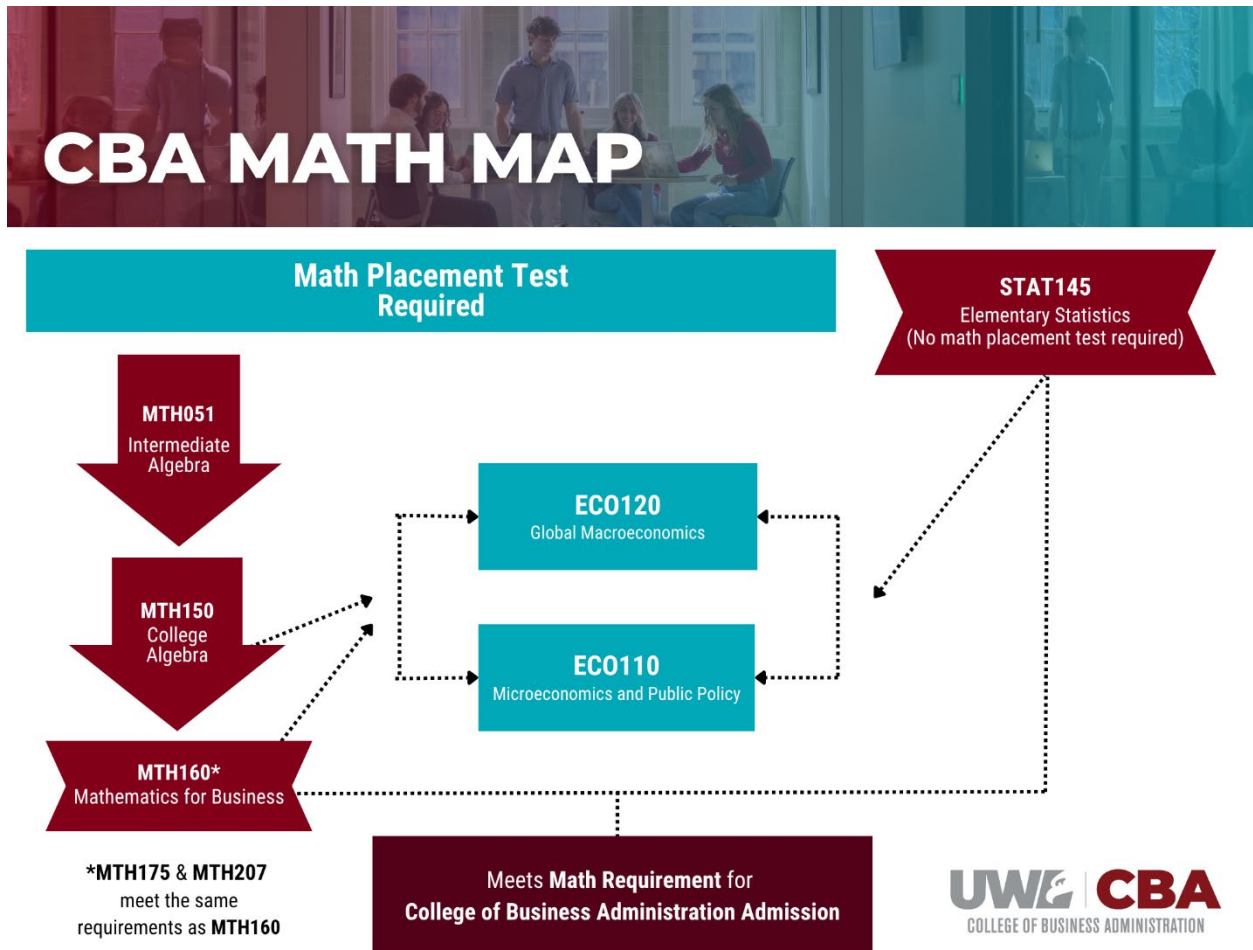 CBA MATH MAP
Math Placement Test
Required
STAT145
Elementary Statistics
(No math placement test required)
MTH051
Intermediate
Algebra
ECO120
Global Macroeconomics
MTH150
College
Algebra
ECO110
Microeconomics and Public Policy
MTH160*
Mathematics for Business
*MTH175 & MTH207
meet the same
requirements as MTH160
Meets Math Requirement for
College of Business Administration Admission
UWL CBA
COLLEGE OF BUSINESS ADMINISTRATION